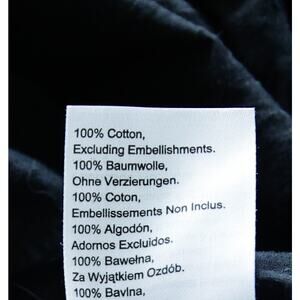 100% Cotton,
Excluding Embellishments.
100% Baumwolle,
Ohne Verzierungen.
100% Coton,
Embellissements Non Inclus.
100% Algodón,
Adornos Excluidos.
100% Bawełna,
Za Wyjątkiem Ozdób.
100% Bavlna,